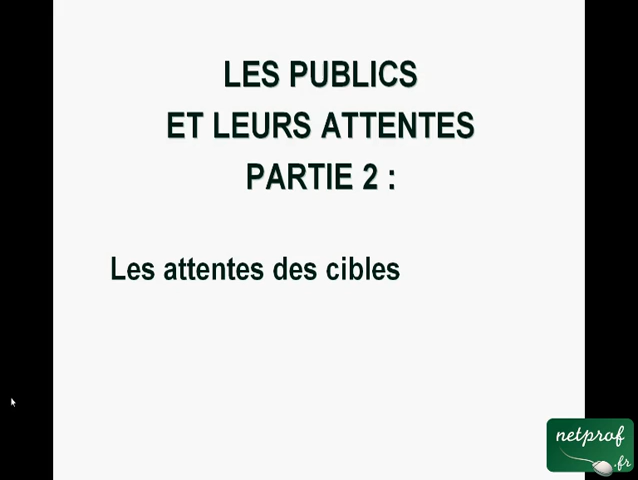 LES PUBLICS
ET LEURS ATTENTES
PARTIE 2 :
Les attentes des cibles
netprof
.fr